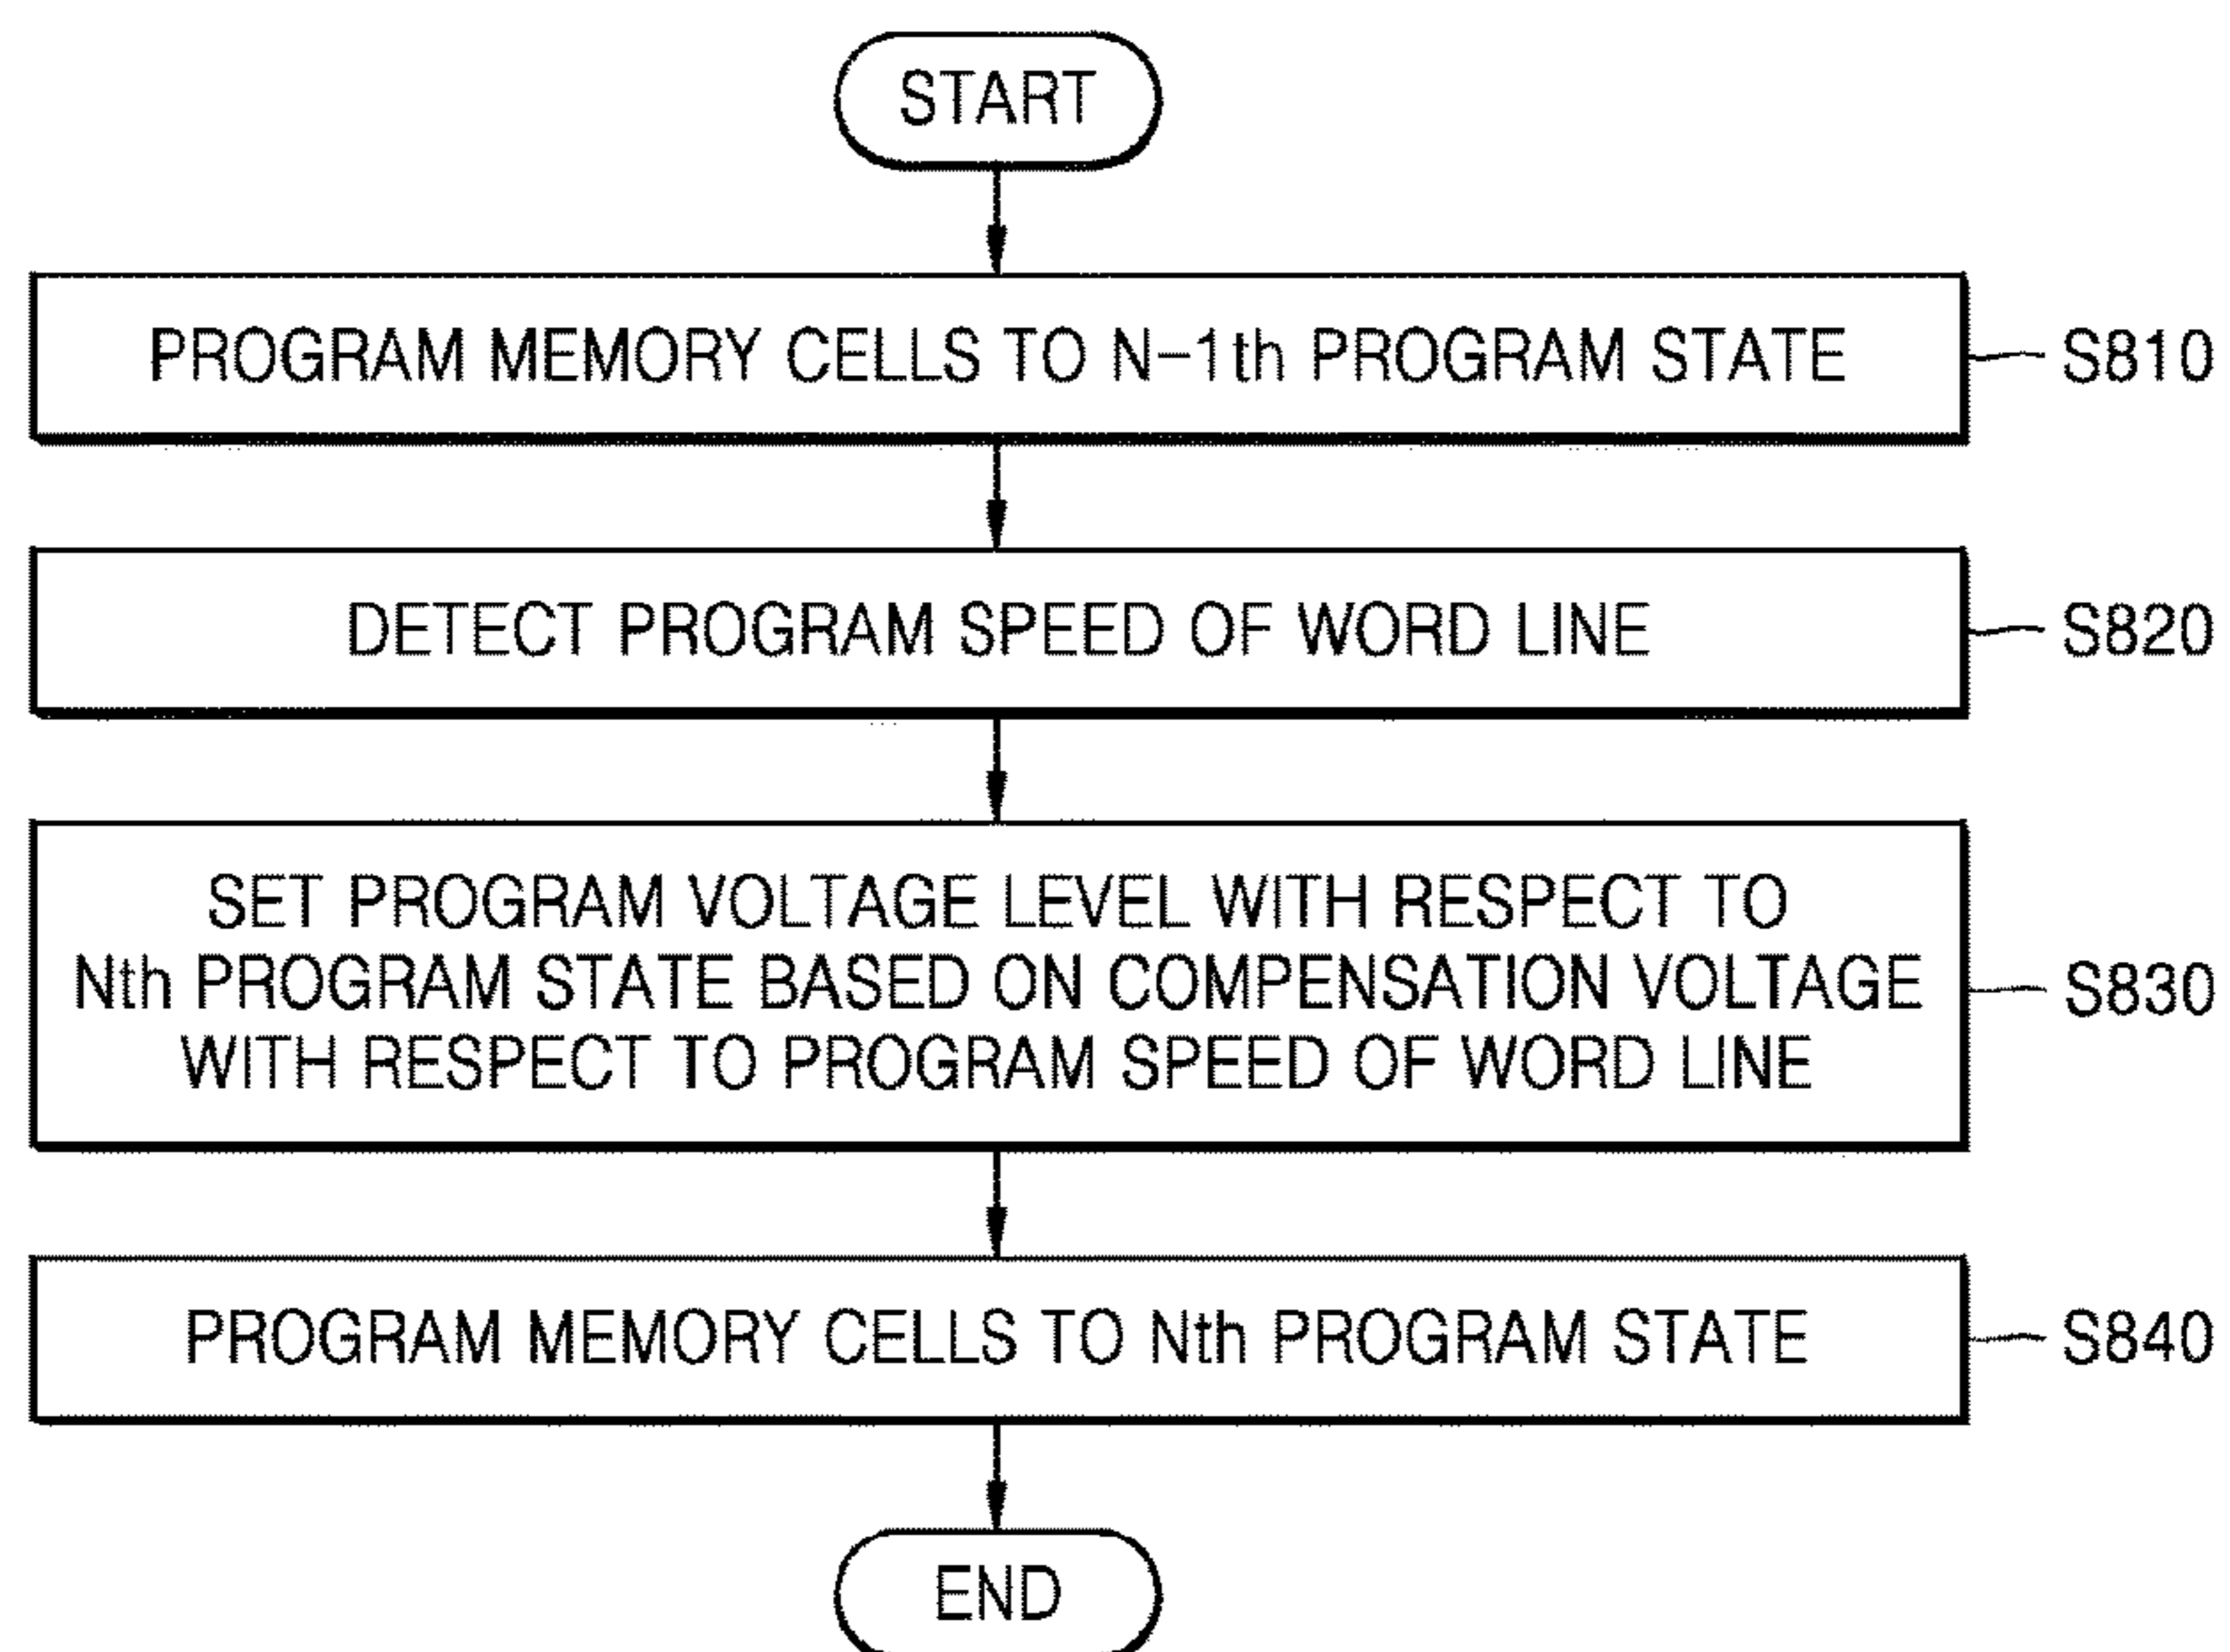 START
PROGRAM MEMORY CELLS TO N-1th PROGRAM STATE
S810
DETECT PROGRAM SPEED OF WORD LINE
S820
SET PROGRAM VOLTAGE LEVEL WITH RESPECT TO
Nth PROGRAM STATE BASED ON COMPENSATION VOLTAGE
WITH RESPECT TO PROGRAM SPEED OF WORD LINE
S830
PROGRAM MEMORY CELLS TO Nth PROGRAM STATE
S840
END